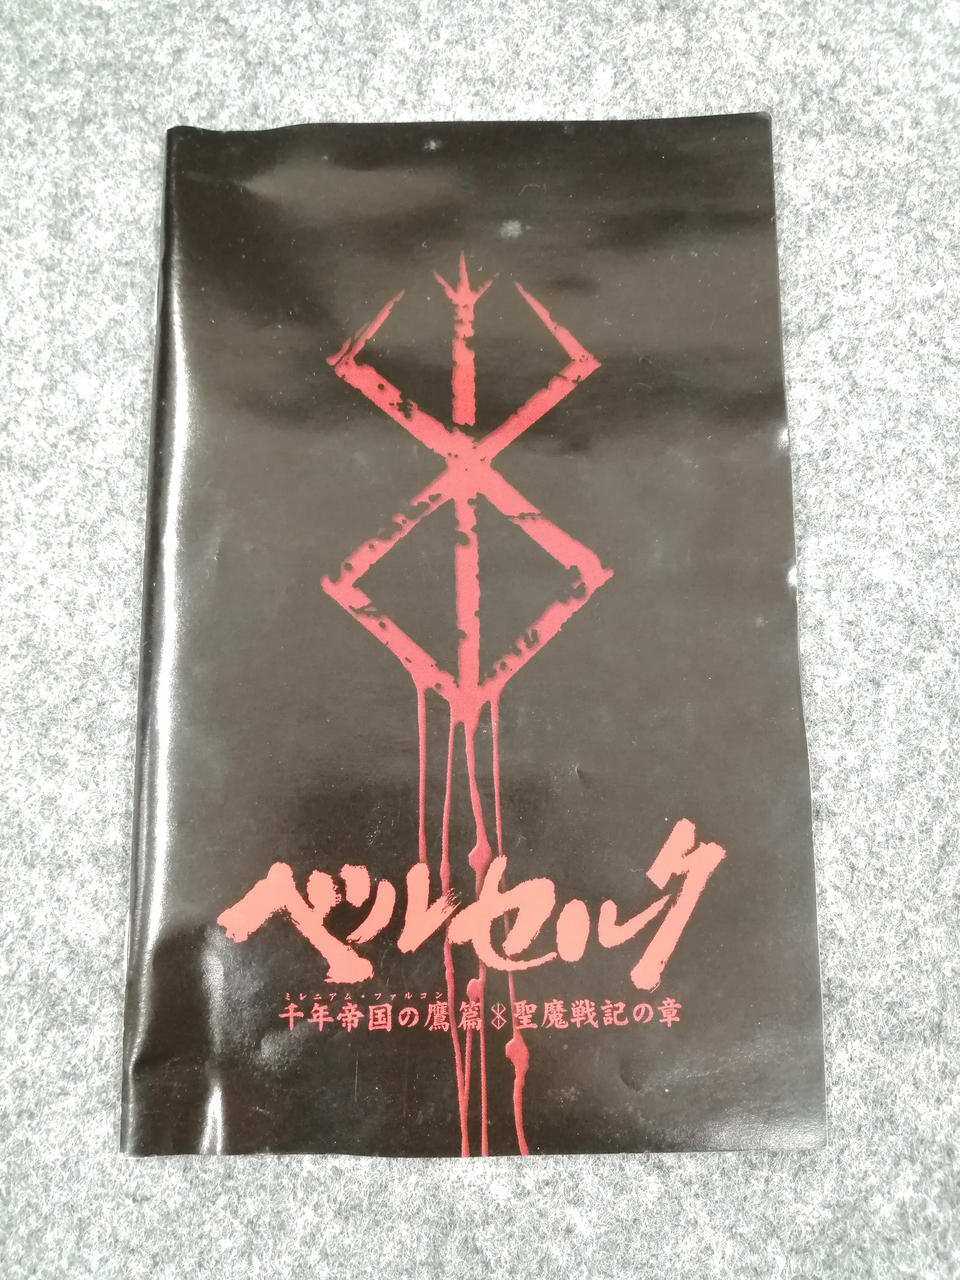 ベルセルク
ミレニアム・ファルコン
千年帝国の鷹篇 聖魔戦記の章